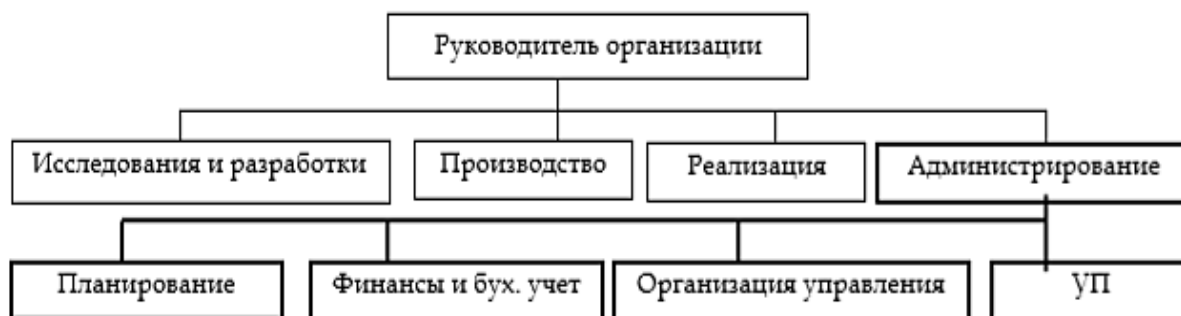 Руководитель организации
Исследования и разработки
Производство
Реализация
Администрирование
Планирование
Финансы и бух. учет
Организация управления
УП